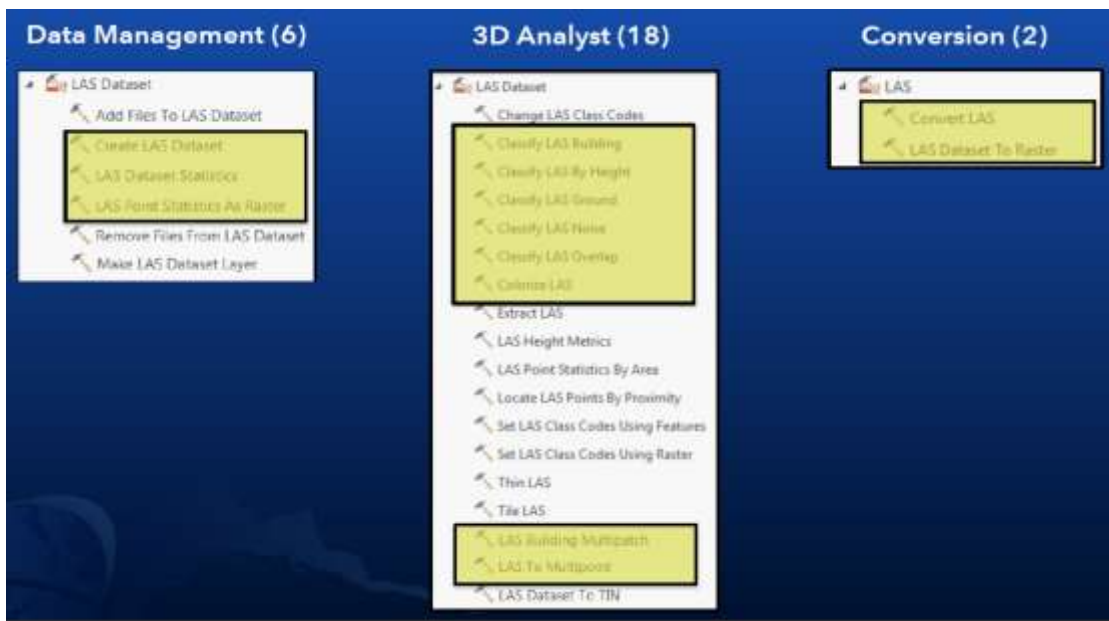 Data Management (6)
LAS Dataset
Add Files To LAS Dataset
Create LAS Dataset
LAS Dataset Statistics
LAS Point Statistics As Raster
Remove Files From LAS Dataset
Make LAS Dataset Layer
3D Analyst (18)
LAS Dataset
Change LAS Class Codes
Classify LAS Building
Classify LAS By Height
Classify LAS Ground
Classify LAS Noise
Classify LAS Overlap
Colorize LAS
Extract LAS
LAS Height Metrics
LAS Point Statistics By Area
Locate LAS Points By Proximity
Set LAS Class Codes Using Features
Set LAS Class Codes Using Raster
Thin LAS
Tile LAS
LAS Building Multipatch
LAS To Multipoint
LAS Dataset To TIN
Conversion (2)
LAS
Convert LAS
LAS Dataset To Raster